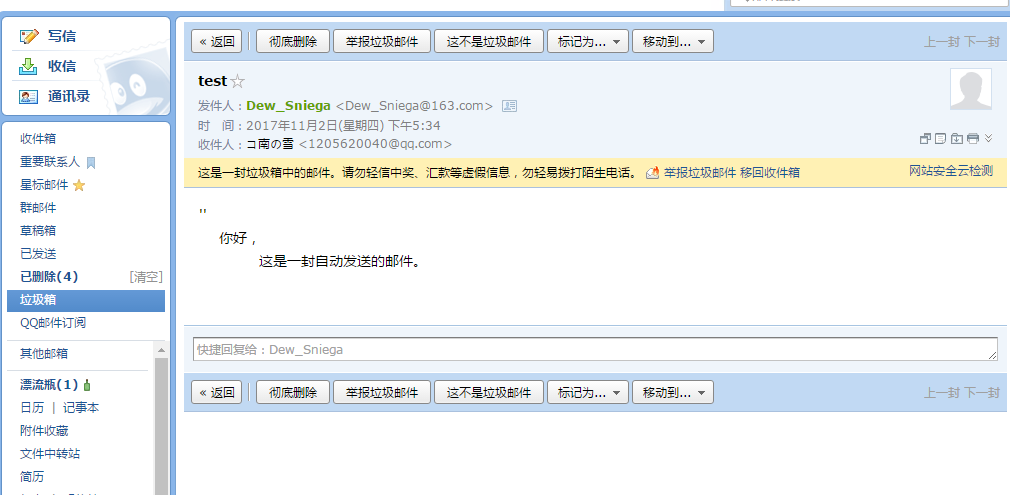 写信
收信
通讯录
收件箱
重要联系人
星标邮件
群邮件
草稿箱
已发送
已删除(4) [清空]
垃圾箱
QQ邮件订阅
其他邮箱
漂流瓶(1)
日历 | 记事本
附件收藏
文件中转站
简历
« 返回 彻底删除 举报垃圾邮件 这不是垃圾邮件 标记为... 移动到... 上一封 下一封
test
发件人：Dew_Sniega <Dew_Sniega@163.com>
时 间：2017年11月2日(星期四) 下午5:34
收件人：コ南の雪 <1205620040@qq.com>
这是一封垃圾箱中的邮件。请勿轻信中奖、汇款等虚假信息，勿轻易拨打陌生电话。 举报垃圾邮件 移回收件箱 网站安全云检测
"
你好，
这是一封自动发送的邮件。
快捷回复给：Dew_Sniega
« 返回 彻底删除 举报垃圾邮件 这不是垃圾邮件 标记为... 移动到... 上一封 下一封